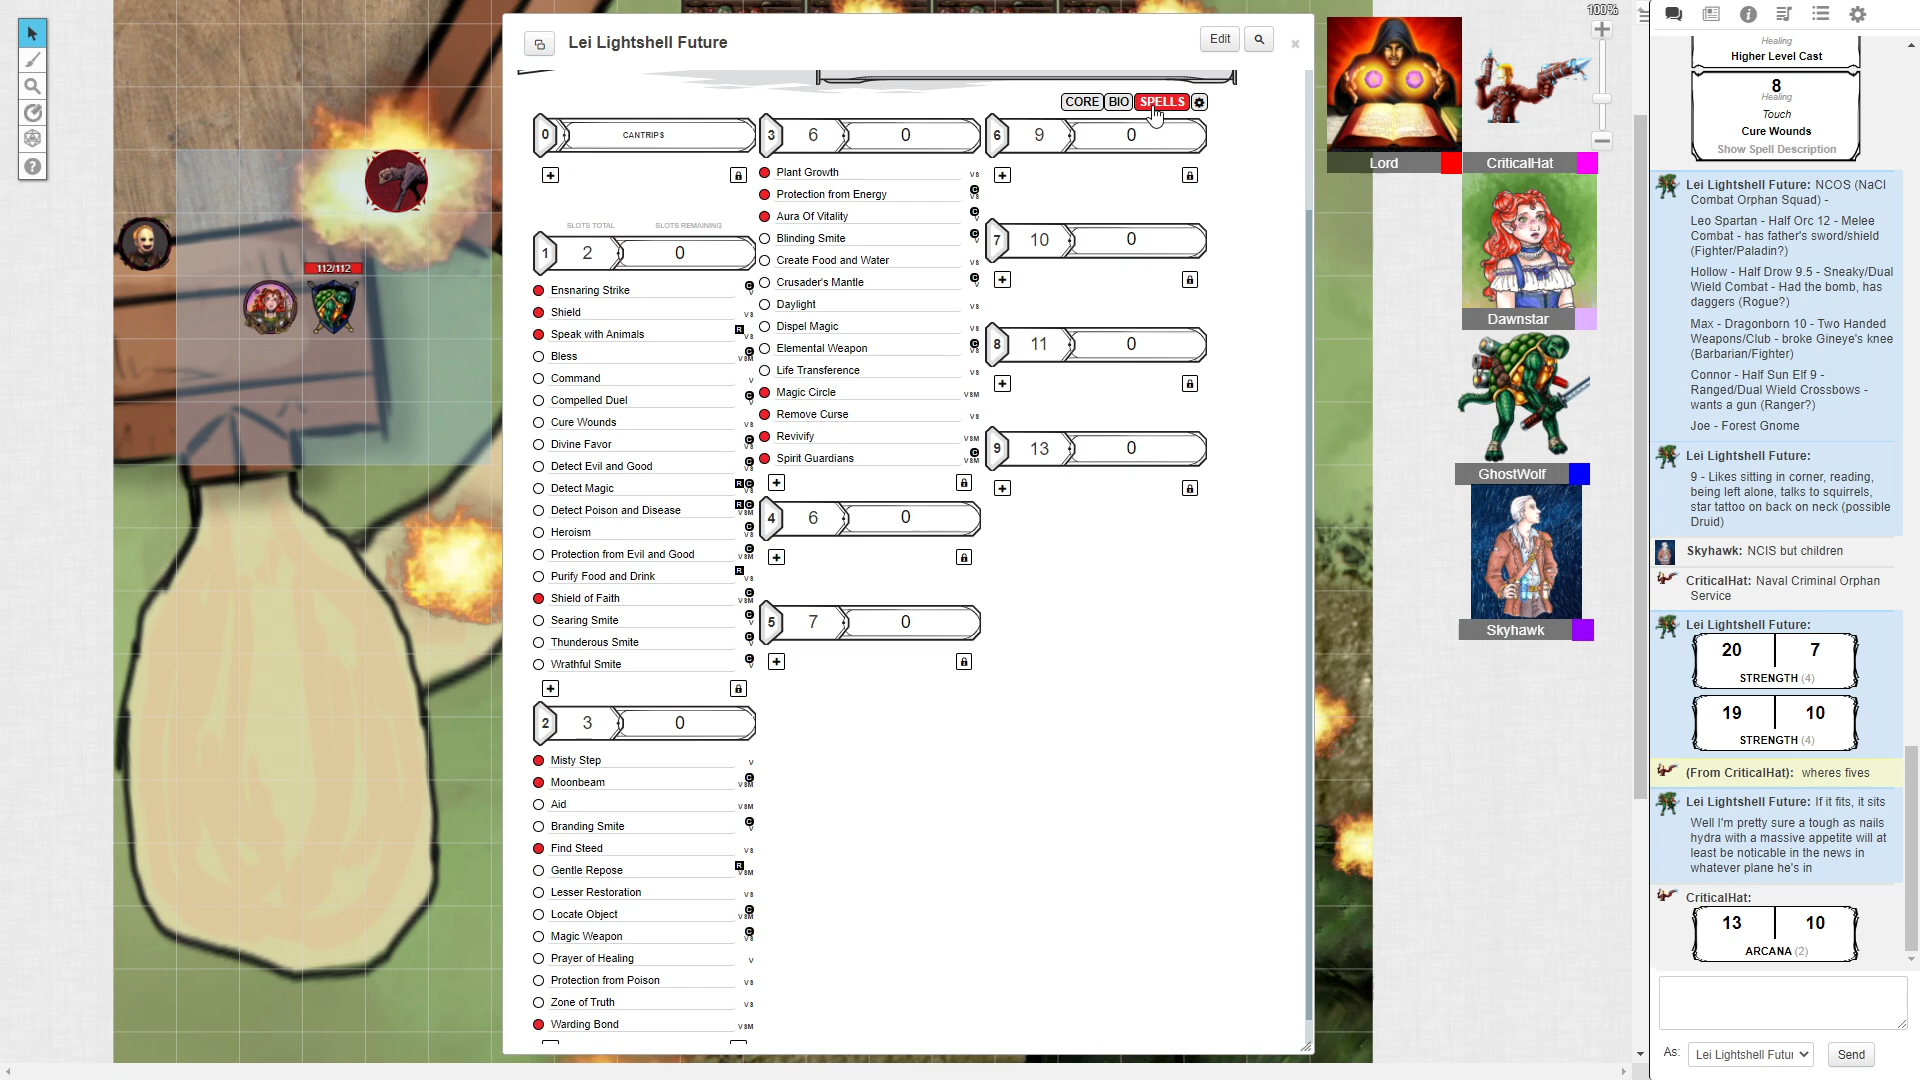 Lei Lightshell Future
Edit
CORE BIO SPELLS
0 CANTRIPS
SLOTS TOTAL SLOTS REMAINING
1 2 0
Ensnaring Strike C V
Shield V S
Speak with Animals R V S
Bless C V S M
Command V
Compelled Duel C V
Cure Wounds V S
Divine Favor C V S
Detect Evil and Good C V S
Detect Magic R C V S
Detect Poison and Disease R C V S M
Heroism C V S
Protection from Evil and Good C V S M
Purify Food and Drink R V S
Shield of Faith C V S M
Searing Smite C V
Thunderous Smite C V
Wrathful Smite C V
2 3 0
Misty Step V
Moonbeam C V S M
Aid V S M
Branding Smite C V
Find Steed V S
Gentle Repose R V S M
Lesser Restoration V S
Locate Object C V S M
Magic Weapon C V S
Prayer of Healing V
Protection from Poison V S
Zone of Truth V S
Warding Bond V S M
3 6 0
Plant Growth V S
Protection from Energy C V S
Aura Of Vitality C V
Blinding Smite C V
Create Food and Water V S
Crusader's Mantle C V
Daylight V S
Dispel Magic V S
Elemental Weapon C V S
Life Transference V S
Magic Circle V S M
Remove Curse V S
Revivify V S M
Spirit Guardians C V S M
4 6 0
5 7 0
6 9 0
7 10 0
8 11 0
9 13 0
112/112
100%
Lord
CriticalHat
Dawnstar
GhostWolf
Skyhawk
Healing
Higher Level Cast
8
Healing
Touch
Cure Wounds
Show Spell Description
Lei Lightshell Future: NCOS (NaCl
Combat Orphan Squad) -
Leo Spartan - Half Orc 12 - Melee
Combat - has father's sword/shield
(Fighter/Paladin?)
Hollow - Half Drow 9.5 - Sneaky/Dual
Wield Combat - Had the bomb, has
daggers (Rogue?)
Max - Dragonborn 10 - Two Handed
Weapons/Club - broke Gineye's knee
(Barbarian/Fighter)
Connor - Half Sun Elf 9 -
Ranged/Dual Wield Crossbows -
wants a gun (Ranger?)
Joe - Forest Gnome
Lei Lightshell Future:
9 - Likes sitting in corner, reading,
being left alone, talks to squirrels,
star tattoo on back on neck (possible
Druid)
Skyhawk: NCIS but children
CriticalHat: Naval Criminal Orphan
Service
Lei Lightshell Future:
20 7
STRENGTH (4)
19 10
STRENGTH (4)
(From CriticalHat): wheres fives
Lei Lightshell Future: If it fits, it sits
Well I'm pretty sure a tough as nails
hydra with a massive appetite will at
least be noticable in the news in
whatever plane he's in
CriticalHat:
13 10
ARCANA (2)
As: Lei Lightshell Futur Send